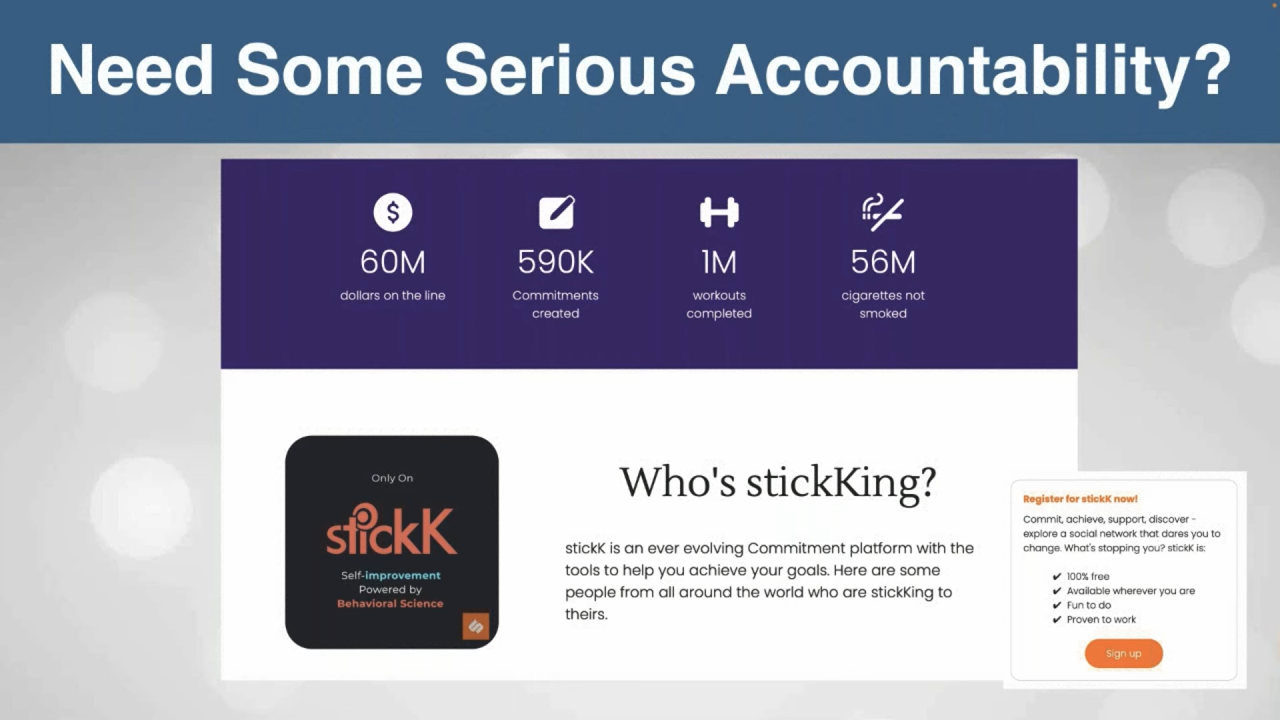 Need Some Serious Accountability?
60M
dollars on the line
590K
Commitments
created
1M
workouts
completed
56M
cigarettes not
smoked
Only On
stickK
Self-improvement
Powered by
Behavioral Science
Who's stickKing?
stickK is an ever evolving Commitment platform with the
tools to help you achieve your goals. Here are some
people from all around the world who are stickKing to
theirs.
Register for stickK now!
Commit, achieve, support, discover -
explore a social network that dares you to
change. What's stopping you? stickK is:
✔ 100% free
✔ Available wherever you are
✔ Fun to do
✔ Proven to work
Sign up